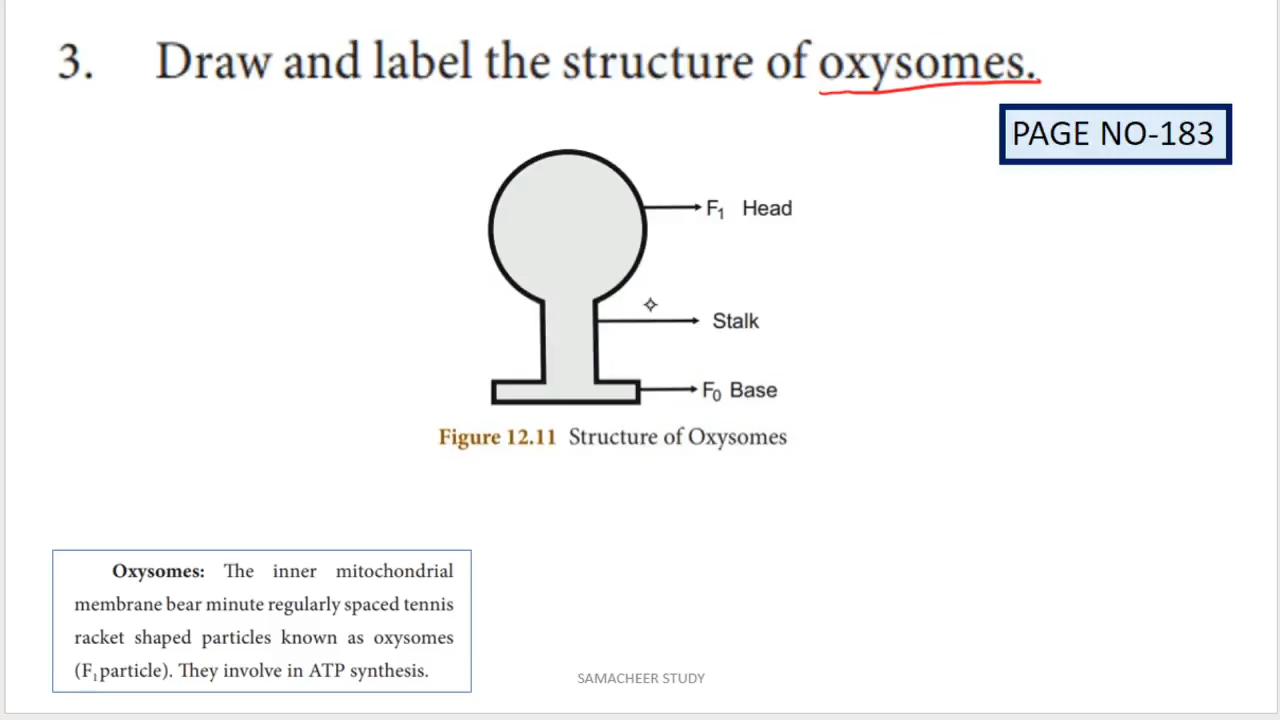 3. Draw and label the structure of oxysomes.
PAGE NO-183
F1 Head
Stalk
F0 Base
Figure 12.11 Structure of Oxysomes
Oxysomes: The inner mitochondrial
membrane bear minute regularly spaced tennis
racket shaped particles known as oxysomes
(F1particle). They involve in ATP synthesis.
SAMACHEER STUDY